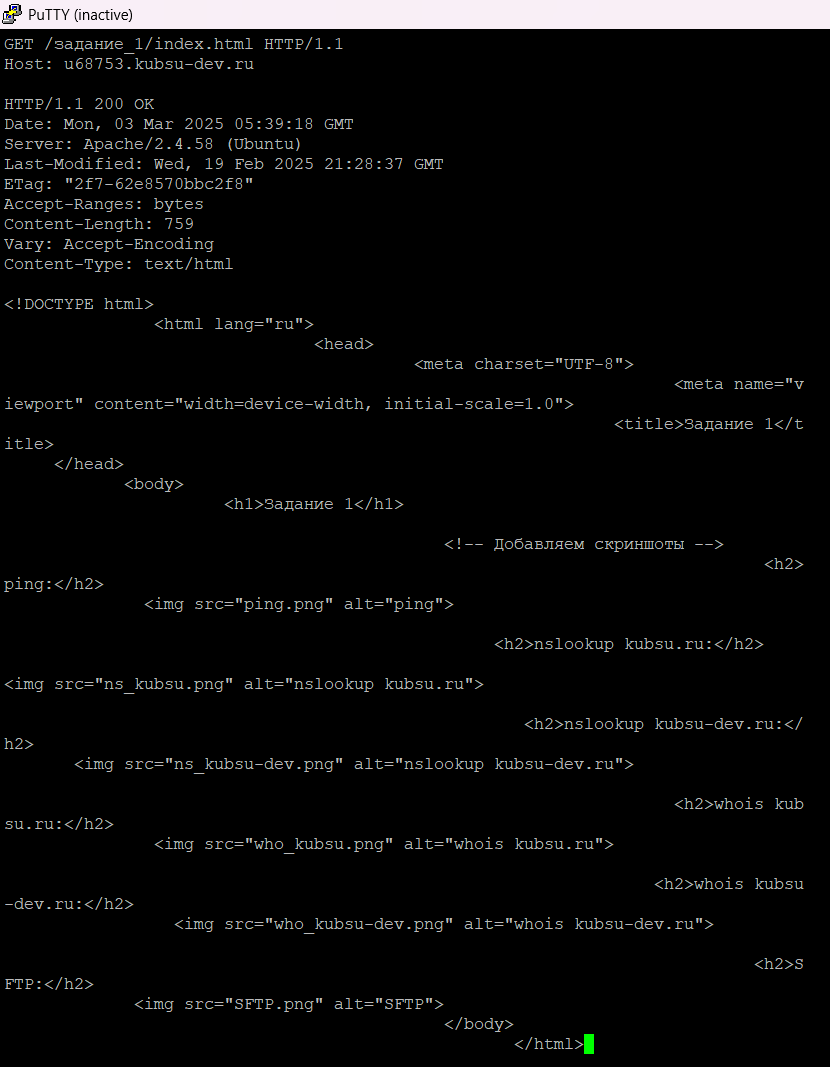 PuTTY (inactive)
GET /задание_1/index.html HTTP/1.1
Host: u68753.kubsu-dev.ru
HTTP/1.1 200 OK
Date: Mon, 03 Mar 2025 05:39:18 GMT
Server: Apache/2.4.58 (Ubuntu)
Last-Modified: Wed, 19 Feb 2025 21:28:37 GMT
ETag: "2f7-62e8570bbc2f8"
Accept-Ranges: bytes
Content-Length: 759
Vary: Accept-Encoding
Content-Type: text/html
<!DOCTYPE html>
<html lang="ru">
<head>
<meta charset="UTF-8">
<meta name="v
iewport" content="width=device-width, initial-scale=1.0">
<title>Задание 1</t
itle>
</head>
<body>
<h1>Задание 1</h1>
<!-- Добавляем скриншоты -->
<h2>
ping:</h2>
<img src="ping.png" alt="ping">
<h2>nslookup kubsu.ru:</h2>
<img src="ns_kubsu.png" alt="nslookup kubsu.ru">
<h2>nslookup kubsu-dev.ru:</
h2>
<img src="ns_kubsu-dev.png" alt="nslookup kubsu-dev.ru">
<h2>whois kub
su.ru:</h2>
<img src="who_kubsu.png" alt="whois kubsu.ru">
<h2>whois kubsu
-dev.ru:</h2>
<img src="who_kubsu-dev.png" alt="whois kubsu-dev.ru">
<h2>S
FTP:</h2>
<img src="SFTP.png" alt="SFTP">
</body>
</html>